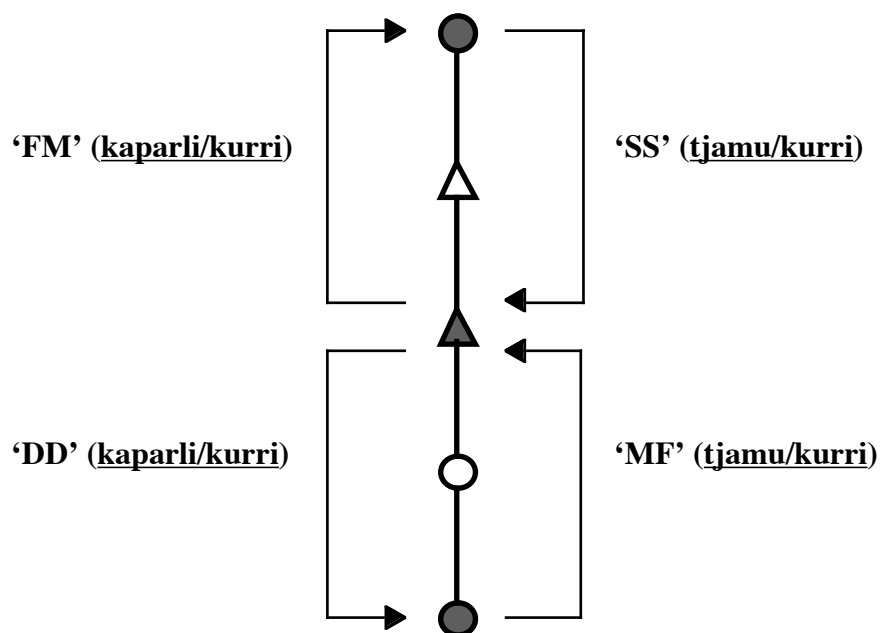 ‘FM’ (kaparli/kurri)
‘SS’ (tjamu/kurri)
‘DD’ (kaparli/kurri)
‘MF’ (tjamu/kurri)